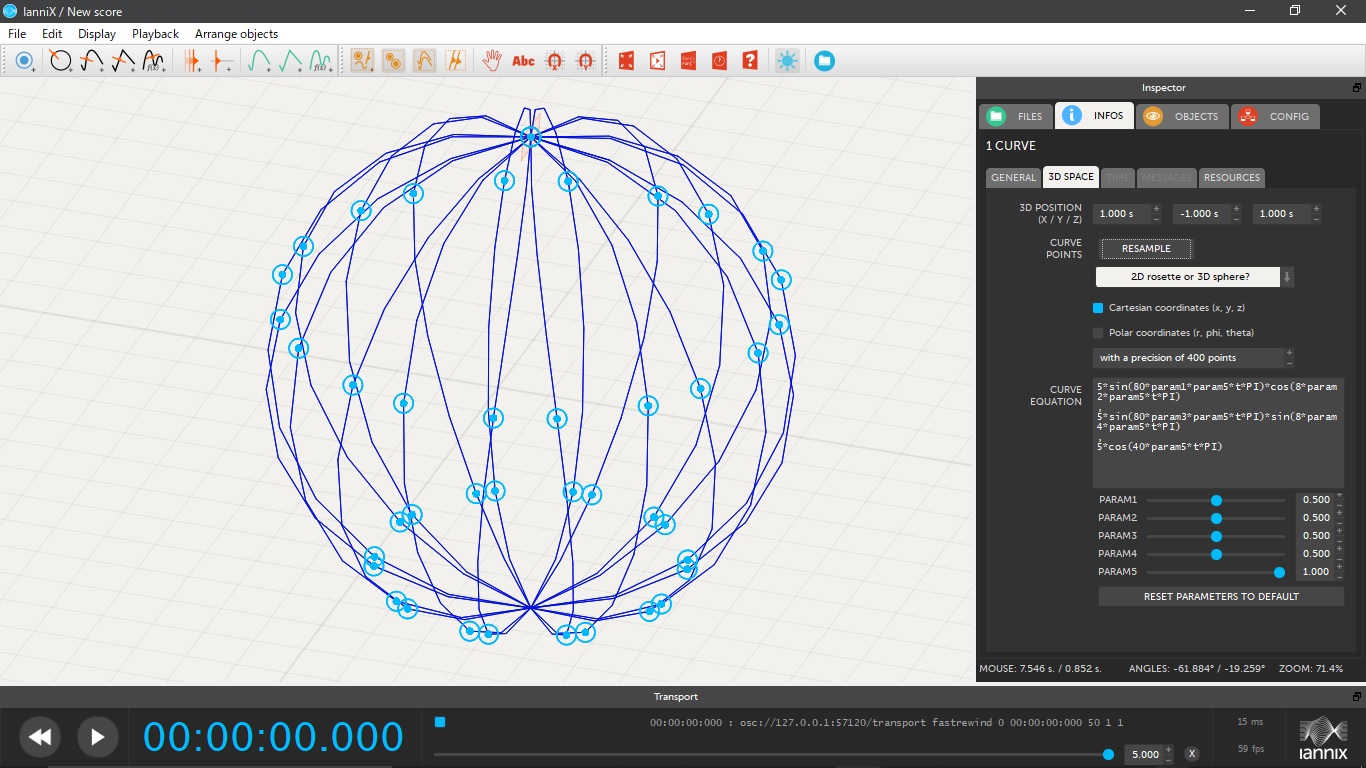 IanniX / New score
File Edit Display Playback Arrange objects
f(x) f(x) Abc ?
Inspector
FILES INFOS OBJECTS CONFIG
1 CURVE
GENERAL 3D SPACE TIME MESSAGES RESOURCES
3D POSITION
(X / Y / Z)
1.000 s -1.000 s 1.000 s
CURVE
POINTS
RESAMPLE
2D rosette or 3D sphere?
Cartesian coordinates (x, y, z)
Polar coordinates (r, phi, theta)
with a precision of 400 points
CURVE
EQUATION
5*sin(80*param1*param5*t*PI)*cos(8*param
2*param5*t*PI)
,
5*sin(80*param3*param5*t*PI)*sin(8*param
4*param5*t*PI)
,
5*cos(40*param5*t*PI)
PARAM1 0.500
PARAM2 0.500
PARAM3 0.500
PARAM4 0.500
PARAM5 1.000
RESET PARAMETERS TO DEFAULT
MOUSE: 7.546 s. / 0.852 s. ANGLES: -61.884° / -19.259° ZOOM: 71.4%
Transport
00:00:00.000
00:00:00:000 : osc://127.0.0.1:57120/transport fastrewind 0 00:00:00:000 50 1 1
5.000 X
15 ms
59 fps
iannix